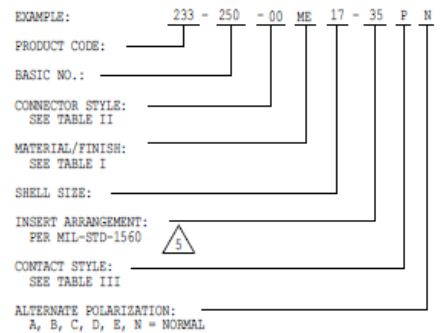 EXAMPLE: 233 - 250 - 00 ME 17 - 35 P N
PRODUCT CODE:
BASIC NO.:
CONNECTOR STYLE:
SEE TABLE II
MATERIAL/FINISH:
SEE TABLE I
SHELL SIZE:
INSERT ARRANGEMENT:
PER MIL-STD-1560 5
CONTACT STYLE:
SEE TABLE III
ALTERNATE POLARIZATION:
A, B, C, D, E, N = NORMAL